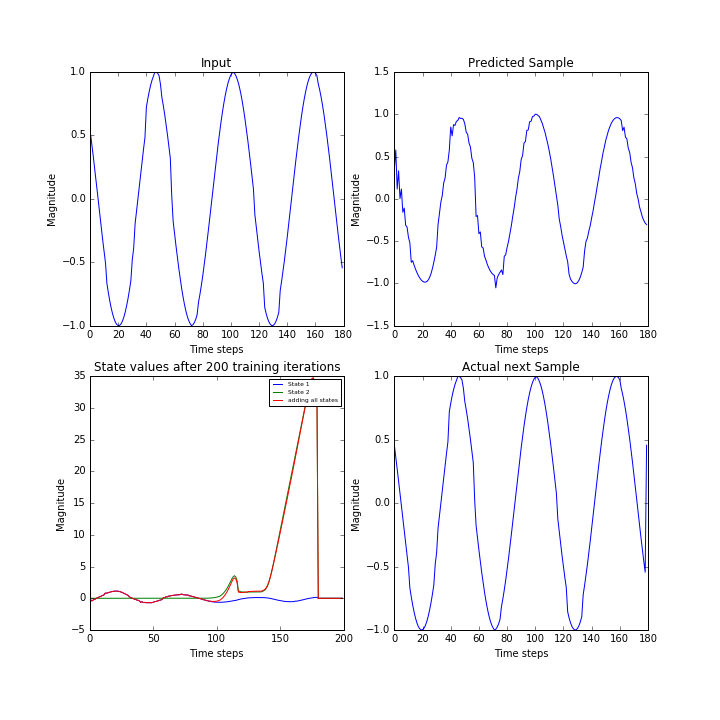 Input
1.0
0.5
0.0
−0.5
−1.0
Magnitude
0 20 40 60 80 100 120 140 160 180
Time steps
Predicted Sample
1.5
1.0
0.5
0.0
−0.5
−1.0
−1.5
Magnitude
0 20 40 60 80 100 120 140 160 180
Time steps
State values after 200 training iterations
35
30
25
20
15
10
5
0
−5
Magnitude
State 1
State 2
adding all states
0 50 100 150 200
Time steps
Actual next Sample
1.0
0.5
0.0
−0.5
−1.0
Magnitude
0 20 40 60 80 100 120 140 160 180
Time steps